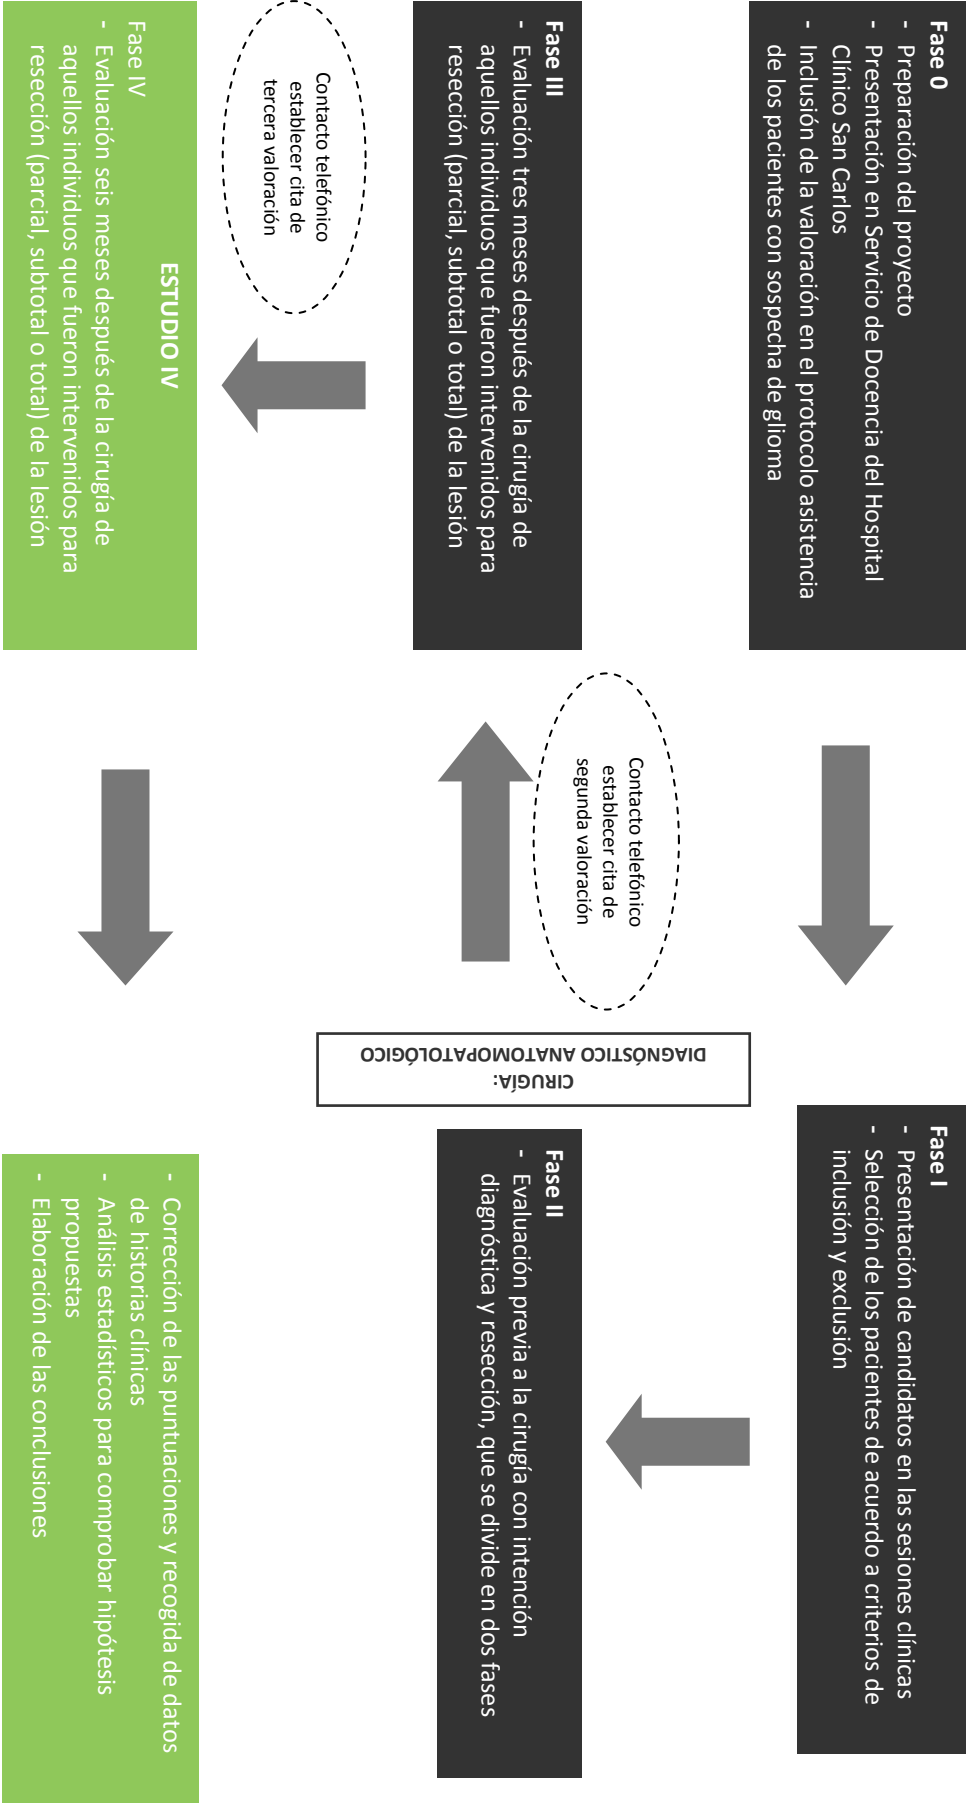 Fase 0
- Preparación del proyecto
- Presentación en Servicio de Docencia del Hospital
Clínico San Carlos
- Inclusión de la valoración en el protocolo asistencia
de los pacientes con sospecha de glioma
Fase I
- Presentación de candidatos en las sesiones clínicas
- Selección de los pacientes de acuerdo a criterios de
inclusión y exclusión
Fase II
- Evaluación previa a la cirugía con intención
diagnóstica y resección, que se divide en dos fases
CIRUGÍA:
DIAGNÓSTICO ANATOMOPATOLÓGICO
Contacto telefónico
establecer cita de
segunda valoración
Fase III
- Evaluación tres meses después de la cirugía de
aquellos individuos que fueron intervenidos para
resección (parcial, subtotal o total) de la lesión
Contacto telefónico
establecer cita de
tercera valoración
ESTUDIO IV
Fase IV
- Evaluación seis meses después de la cirugía de
aquellos individuos que fueron intervenidos para
resección (parcial, subtotal o total) de la lesión
- Corrección de las puntuaciones y recogida de datos
de historias clínicas
- Análisis estadísticos para comprobar hipótesis
propuestas
- Elaboración de las conclusiones